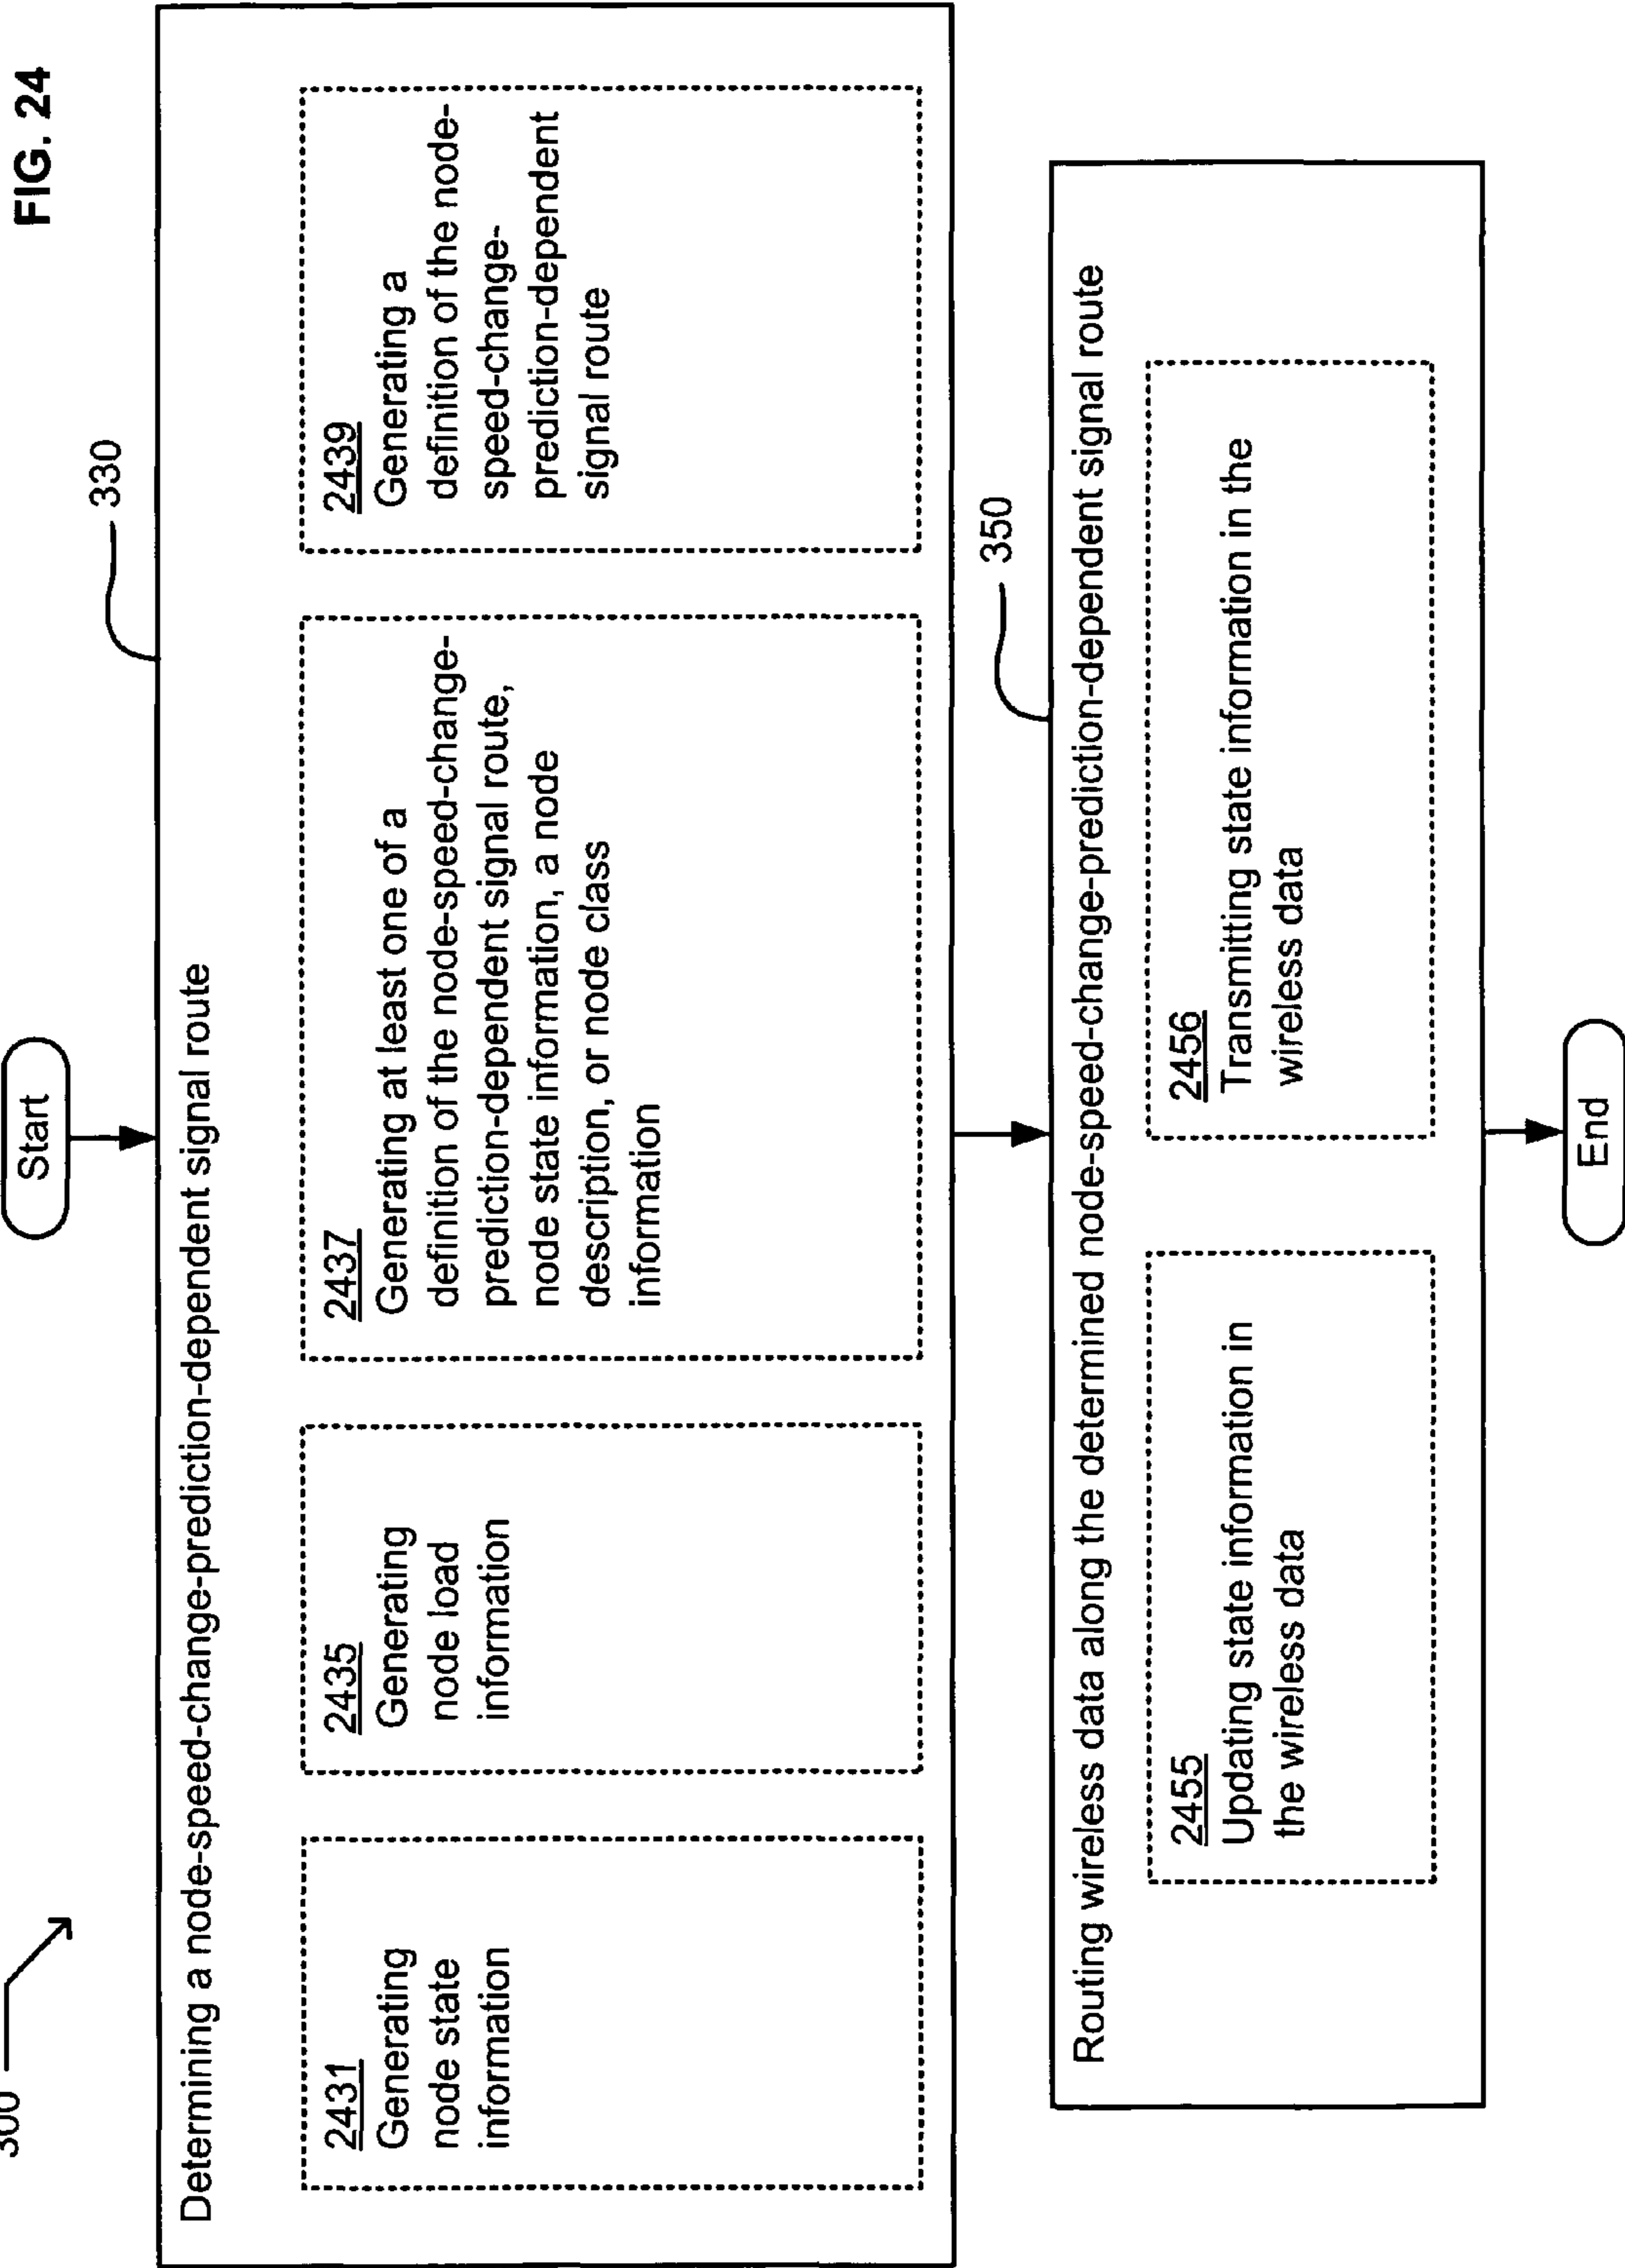 FIG. 24
300
Start
330
Determining a node-speed-change-prediction-dependent signal route
2431
Generating
node state
information
2435
Generating
node load
information
2437
Generating at least one of a
definition of the node-speed-change-
prediction-dependent signal route,
node state information, a node
description, or node class
information
2439
Generating a
definition of the node-
speed-change-
prediction-dependent
signal route
350
Routing wireless data along the determined node-speed-change-prediction-dependent signal route
2455
Updating state information in
the wireless data
2456
Transmitting state information in the
wireless data
End